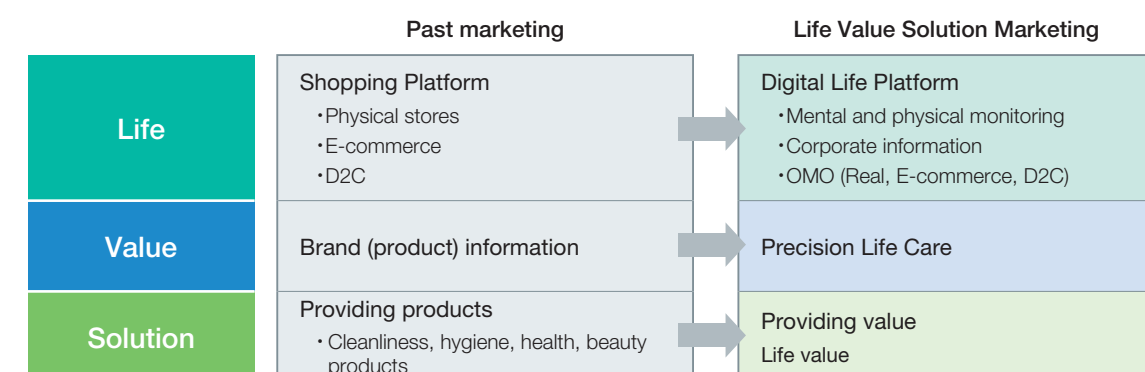 Past marketing
Life Value Solution Marketing
Life
Shopping Platform
・Physical stores
・E-commerce
・D2C
Digital Life Platform
・Mental and physical monitoring
・Corporate information
・OMO (Real, E-commerce, D2C)
Value
Brand (product) information
Precision Life Care
Solution
Providing products
・Cleanliness, hygiene, health, beauty
products
Providing value
Life value